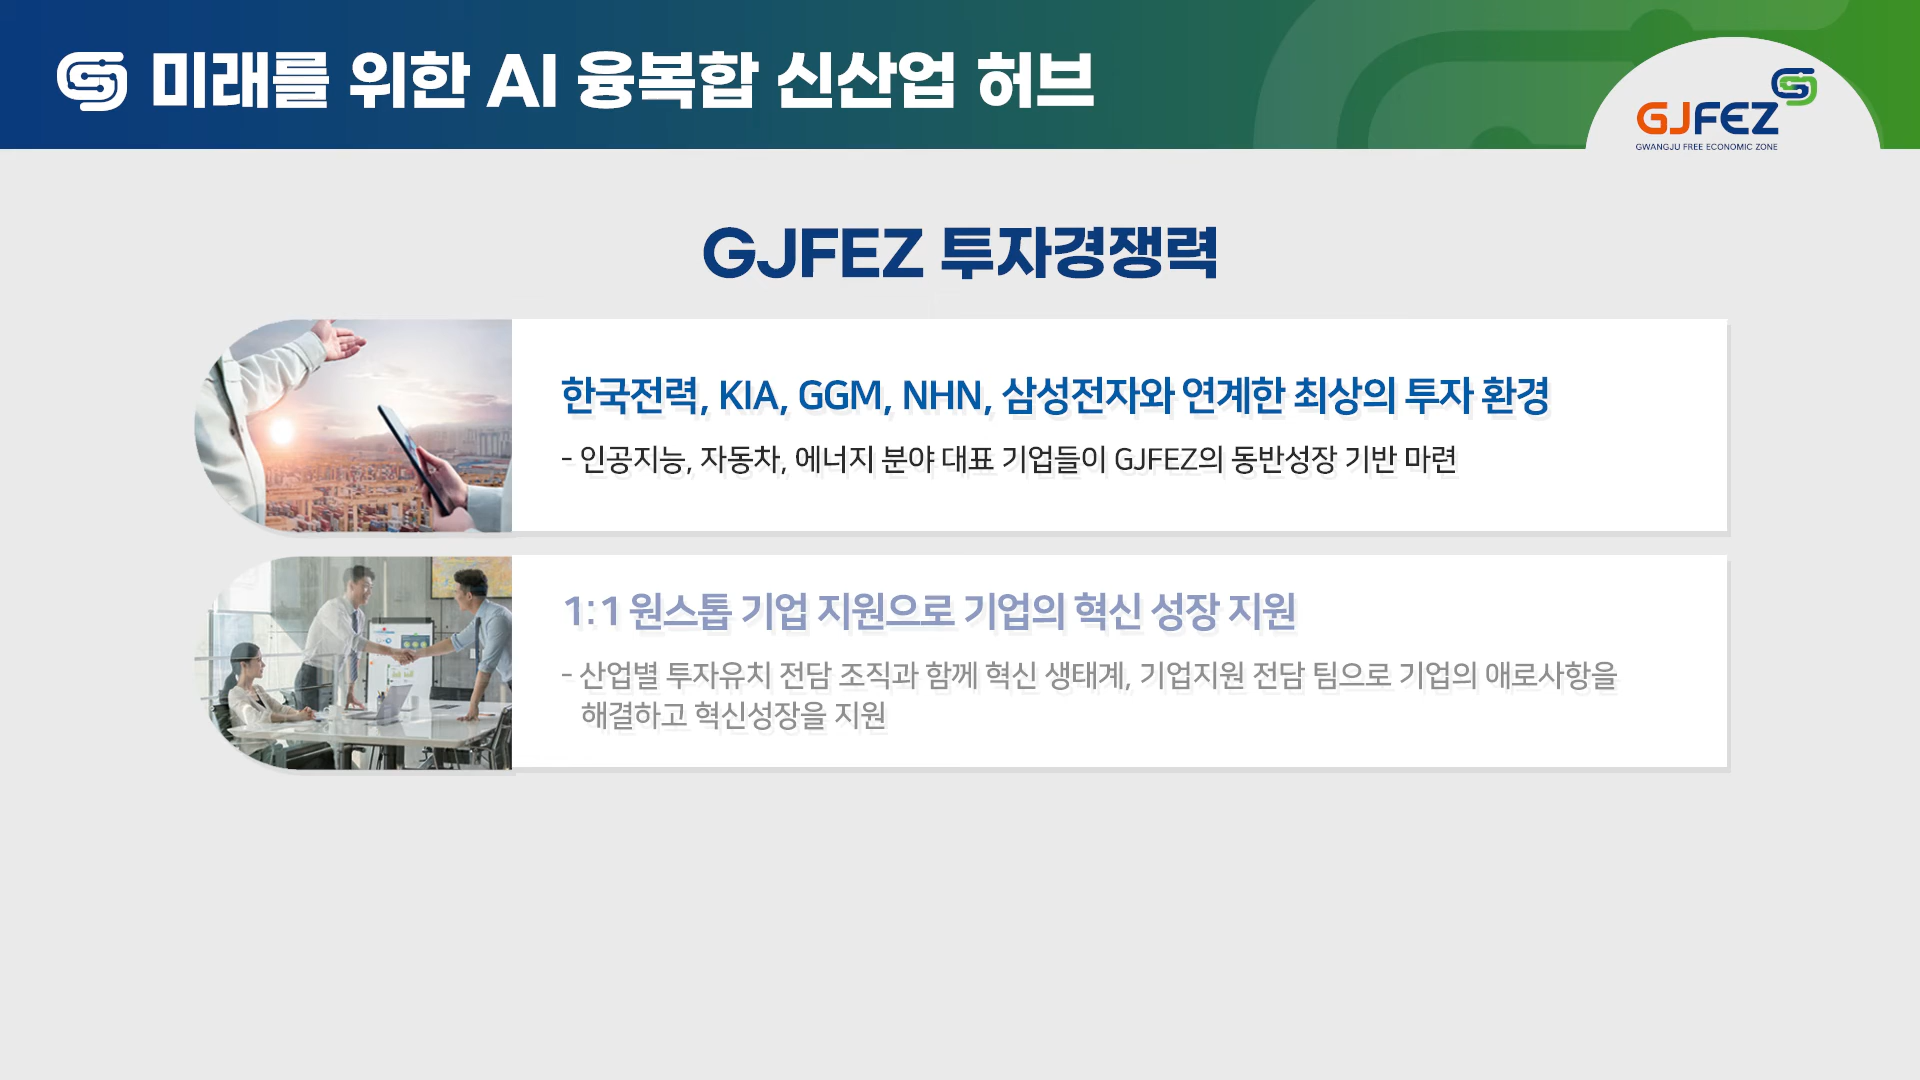 미래를 위한 AI 융복합 신산업 허브
GJFEZ
GWANGJU FREE ECONOMIC ZONE
GJFEZ 투자경쟁력
한국전력, KIA, GGM, NHN, 삼성전자와 연계한 최상의 투자 환경
- 인공지능, 자동차, 에너지 분야 대표 기업들이 GJFEZ의 동반성장 기반 마련
1:1 원스톱 기업 지원으로 기업의 혁신 성장 지원
- 산업별 투자유치 전담 조직과 함께 혁신 생태계, 기업지원 전담 팀으로 기업의 애로사항을
해결하고 혁신성장을 지원